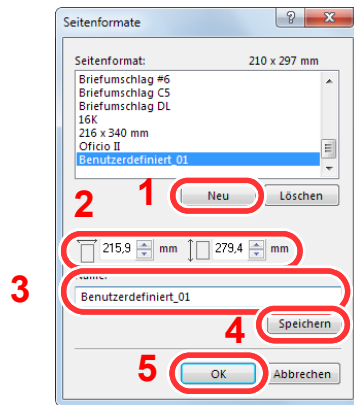 Seitenformate
Seitenformat: 210 x 297 mm
Briefumschlag #6
Briefumschlag C5
Briefumschlag DL
16K
216 x 340 mm
Oficio II
Benutzerdefiniert_01
1 Neu Löschen
2
215,9 mm 279,4 mm
3
Name:
Benutzerdefiniert_01
4 Speichern
5 OK Abbrechen